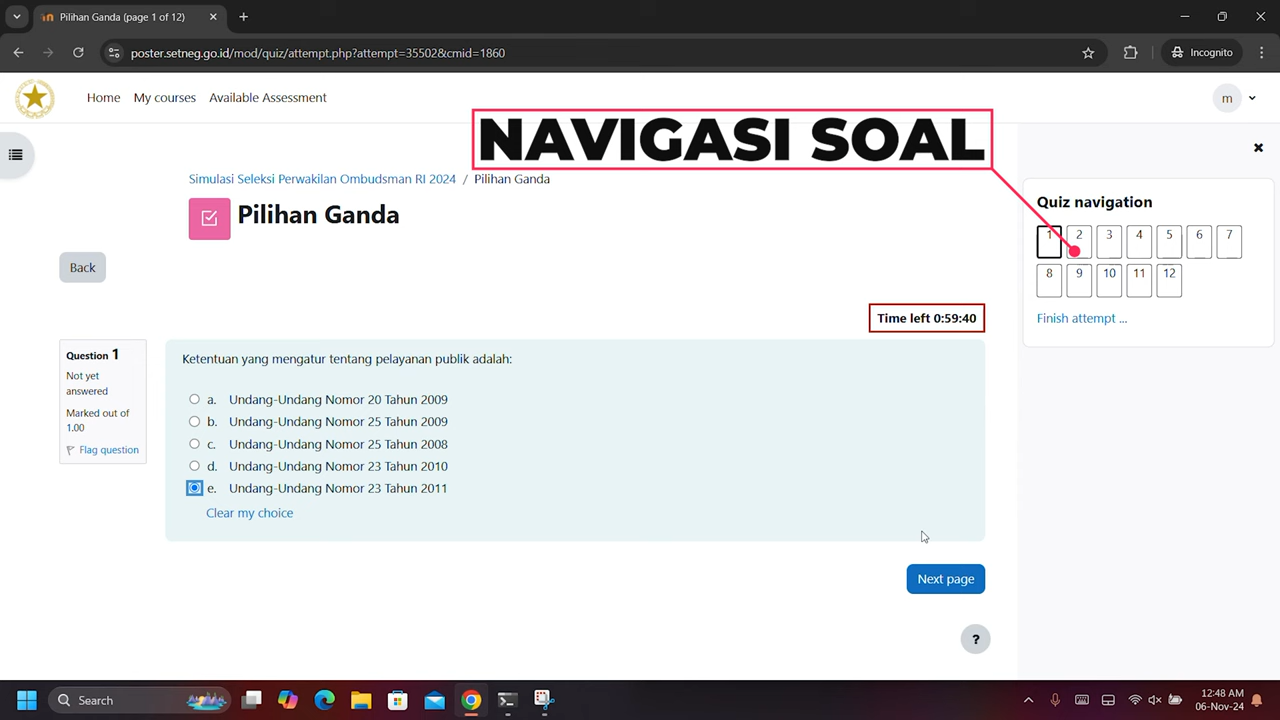 Pilihan Ganda (page 1 of 12)
poster.setneg.go.id/mod/quiz/attempt.php?attempt=35502&cmid=1860
Incognito
Home
My courses
Available Assessment
m
NAVIGASI SOAL
Simulasi Seleksi Perwakilan Ombudsman RI 2024 / Pilihan Ganda
Pilihan Ganda
Quiz navigation
1 2 3 4 5 6 7
8 9 10 11 12
Finish attempt ...
Back
Time left 0:59:40
Question 1
Not yet
answered
Marked out of
1.00
Flag question
Ketentuan yang mengatur tentang pelayanan publik adalah:
a. Undang-Undang Nomor 20 Tahun 2009
b. Undang-Undang Nomor 25 Tahun 2009
c. Undang-Undang Nomor 25 Tahun 2008
d. Undang-Undang Nomor 23 Tahun 2010
e. Undang-Undang Nomor 23 Tahun 2011
Clear my choice
Next page
?
Search
12:48 AM
06-Nov-24